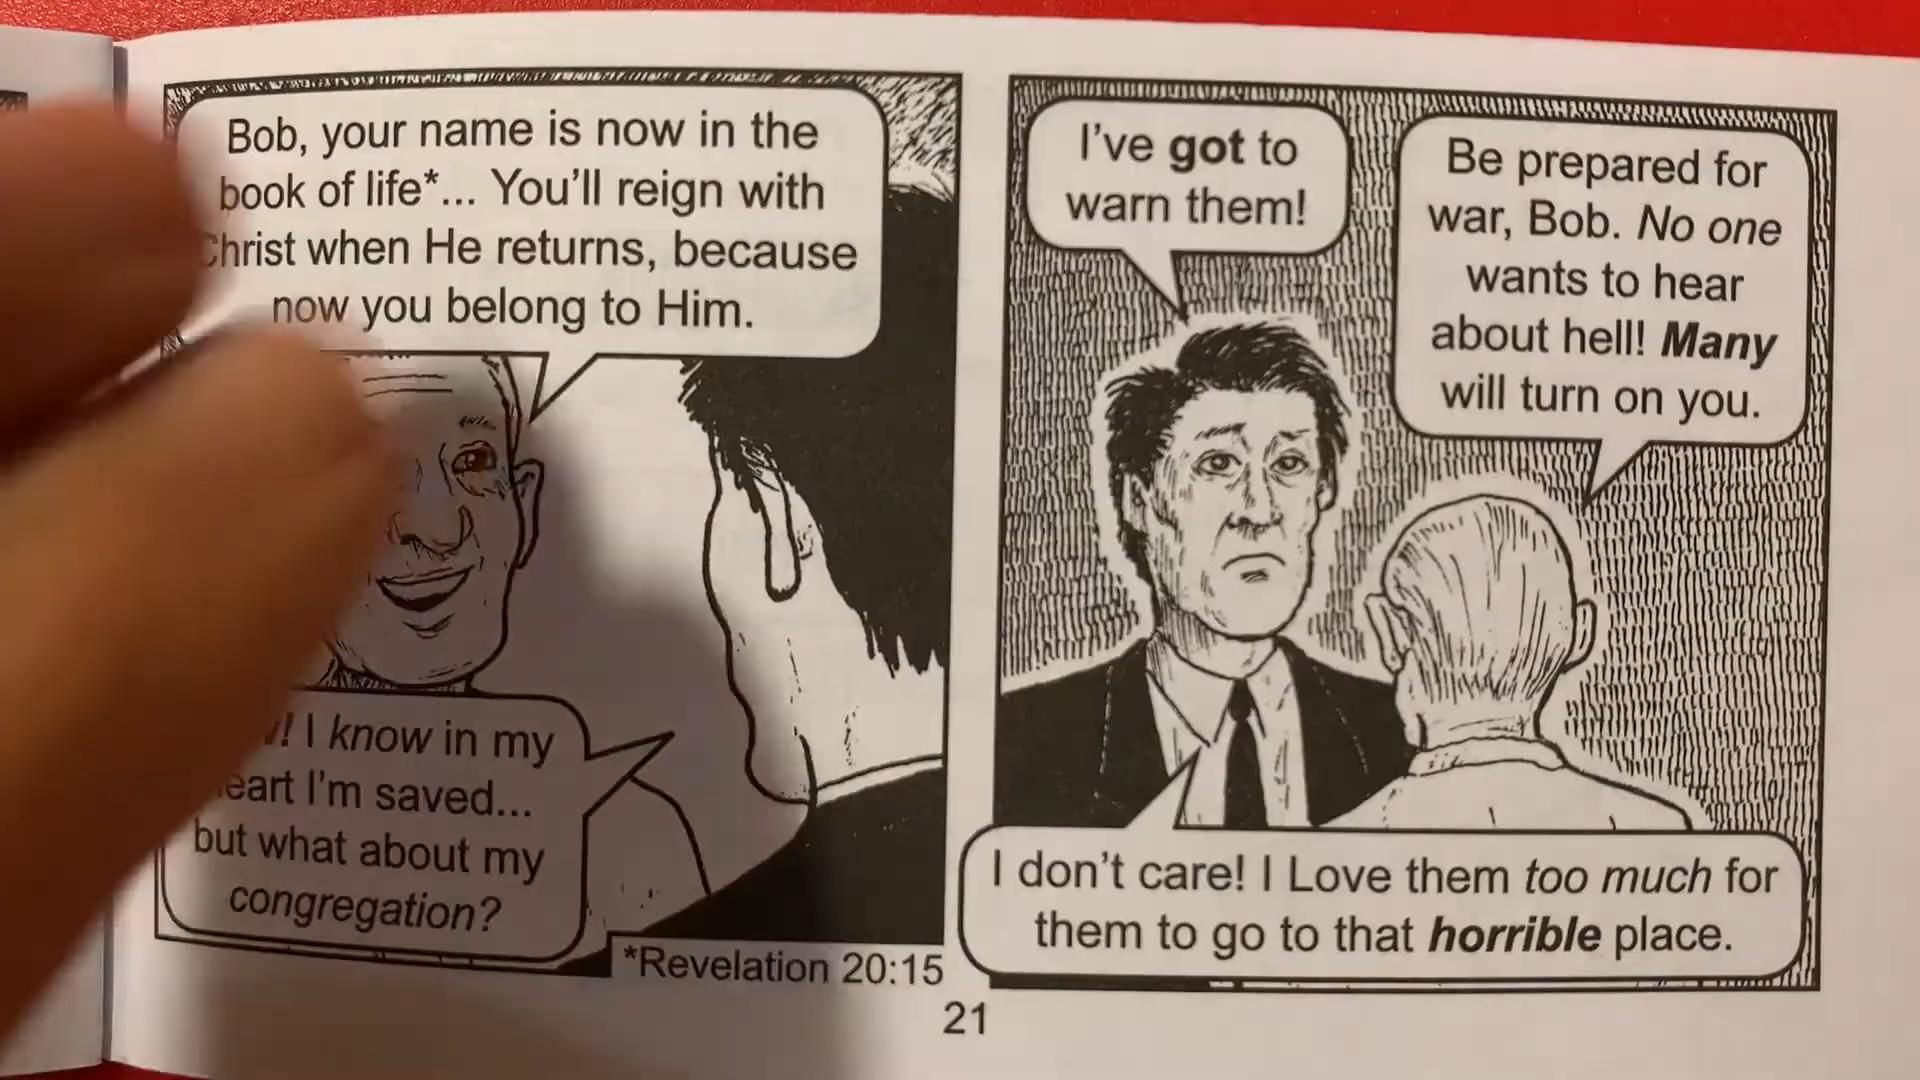 Bob, your name is now in the
book of life*... You'll reign with
Christ when He returns, because
now you belong to Him.
I know in my
heart I'm saved...
but what about my
congregation?
*Revelation 20:15
I've got to
warn them!
Be prepared for
war, Bob. No one
wants to hear
about hell! Many
will turn on you.
I don't care! I Love them too much for
them to go to that horrible place.
21